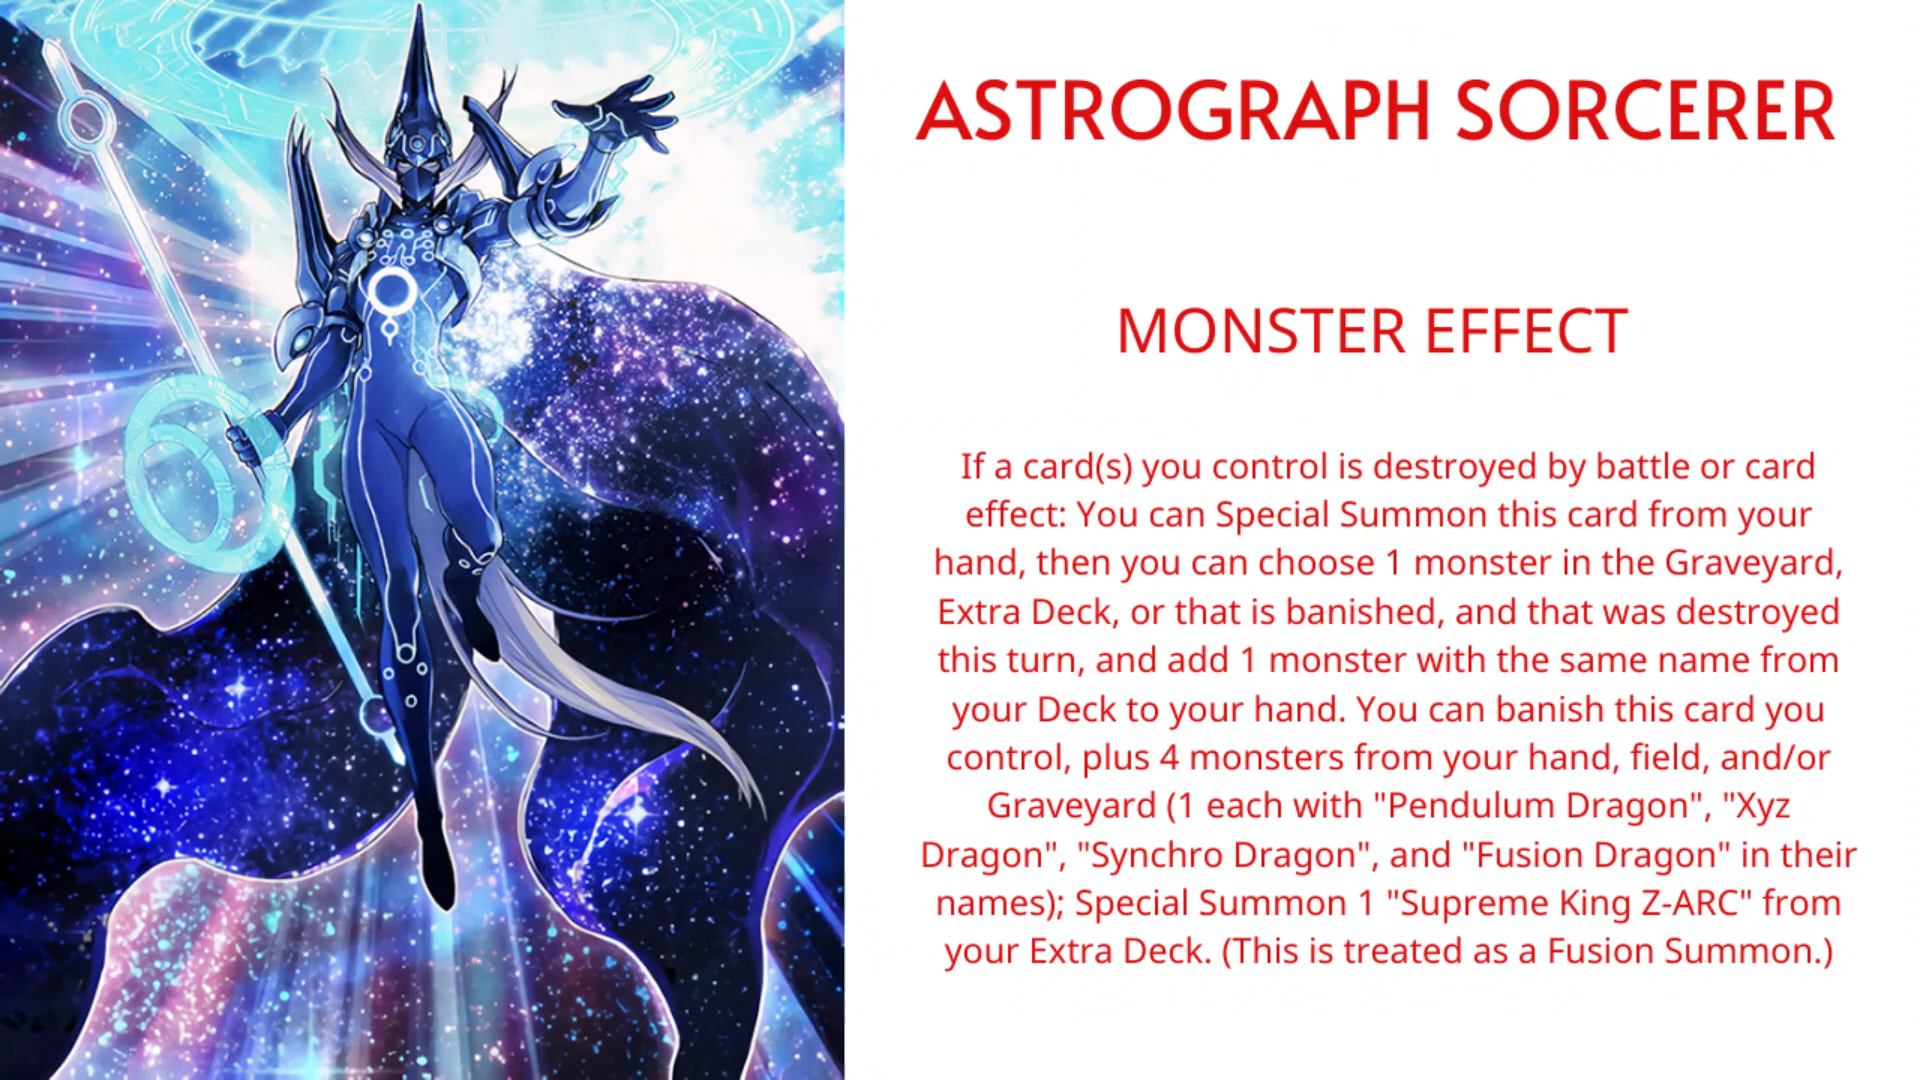 ASTROGRAPH SORCERER
MONSTER EFFECT
If a card(s) you control is destroyed by battle or card
effect: You can Special Summon this card from your
hand, then you can choose 1 monster in the Graveyard,
Extra Deck, or that is banished, and that was destroyed
this turn, and add 1 monster with the same name from
your Deck to your hand. You can banish this card you
control, plus 4 monsters from your hand, field, and/or
Graveyard (1 each with "Pendulum Dragon", "Xyz
Dragon", "Synchro Dragon", and "Fusion Dragon" in their
names); Special Summon 1 "Supreme King Z-ARC" from
your Extra Deck. (This is treated as a Fusion Summon.)